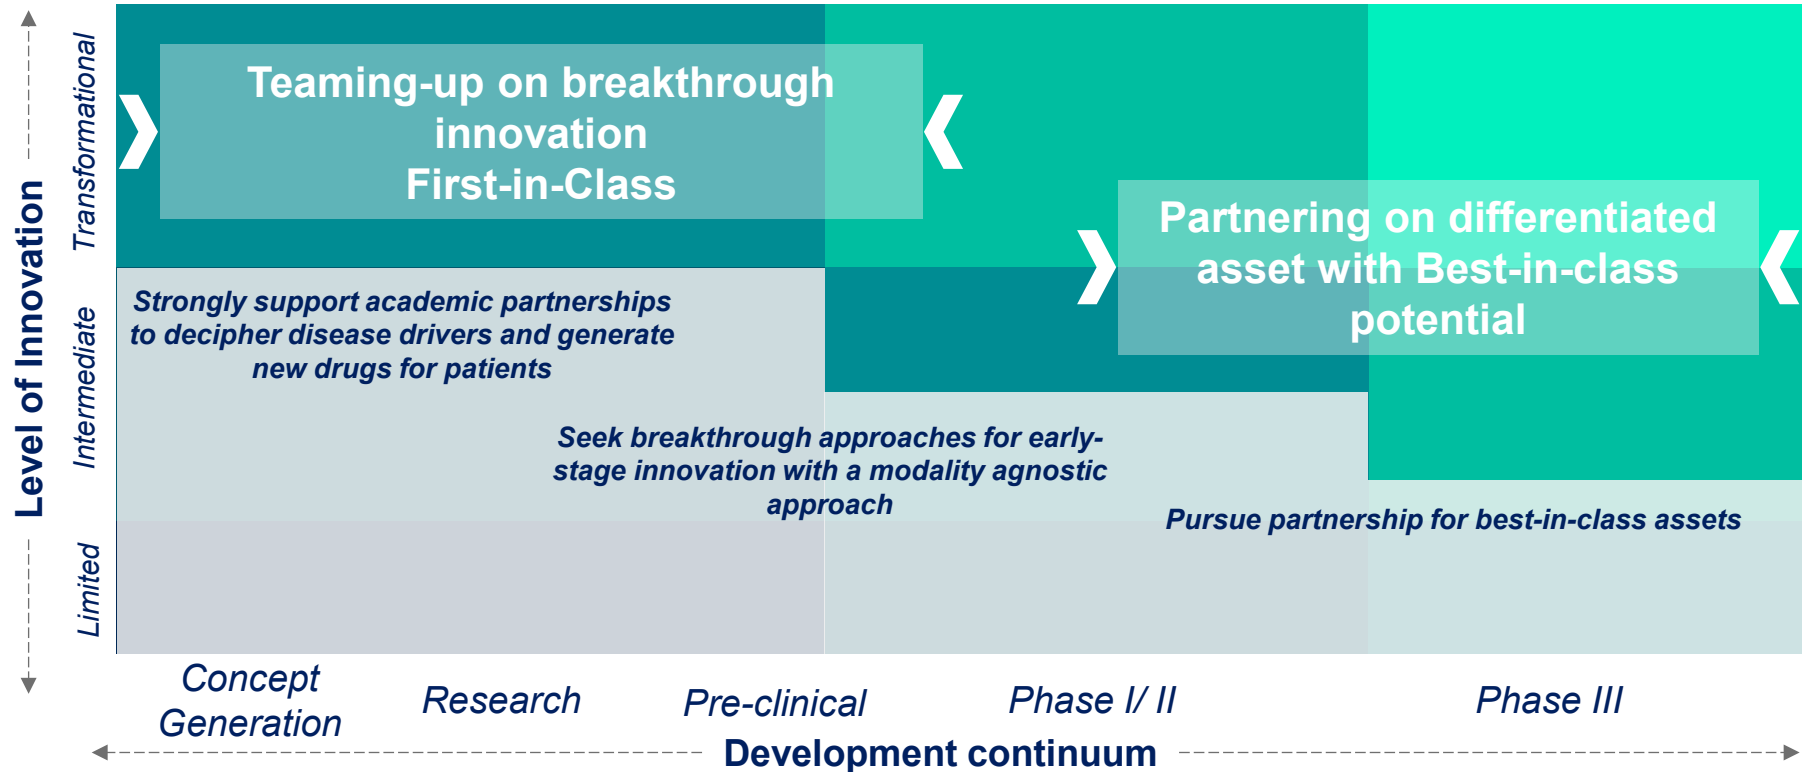 Level of Innovation
Transformational
Intermediate
Limited
Teaming-up on breakthrough
innovation
First-in-Class
Partnering on differentiated
asset with Best-in-class
potential
Strongly support academic partnerships
to decipher disease drivers and generate
new drugs for patients
Seek breakthrough approaches for early-
stage innovation with a modality agnostic
approach
Pursue partnership for best-in-class assets
Concept
Generation
Research
Pre-clinical
Phase I/ II
Phase III
Development continuum